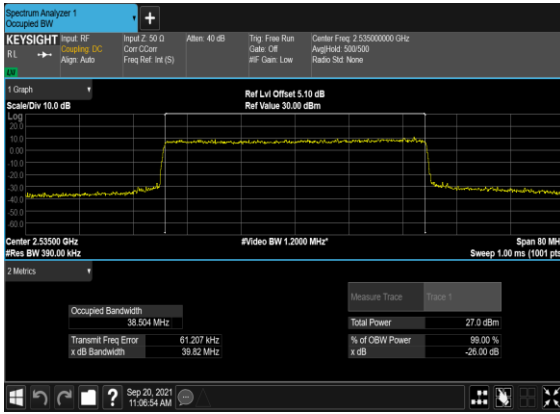 Spectrum Analyzer 1
Occupied BW
KEYSIGHT Input: RF Input Z: 50 Ω Atten: 40 dB Trig: Free Run Center Freq: 2.535000000 GHz
RL Coupling: DC Corr CCorr Gate: Off Avg|Hold: 500/500
Align: Auto Freq Ref: Int (S) #IF Gain: Low Radio Std: None
LW
1 Graph Ref Lvl Offset 5.10 dB
Scale/Div 10.0 dB Ref Value 30.00 dBm
Log
20.0
10.0
0.00
-10.0
-20.0
-30.0
-40.0
-50.0
-60.0
Center 2.53500 GHz #Video BW 1.2000 MHz* Span 80 MH
#Res BW 390.00 kHz Sweep 1.00 ms (1001 pts
2 Metrics
Measure Trace Trace 1
Occupied Bandwidth
38.504 MHz Total Power 27.0 dBm
Transmit Freq Error 61.207 kHz % of OBW Power 99.00 %
x dB Bandwidth 39.82 MHz x dB -26.00 dB
Sep 20, 2021
11:06:54 AM